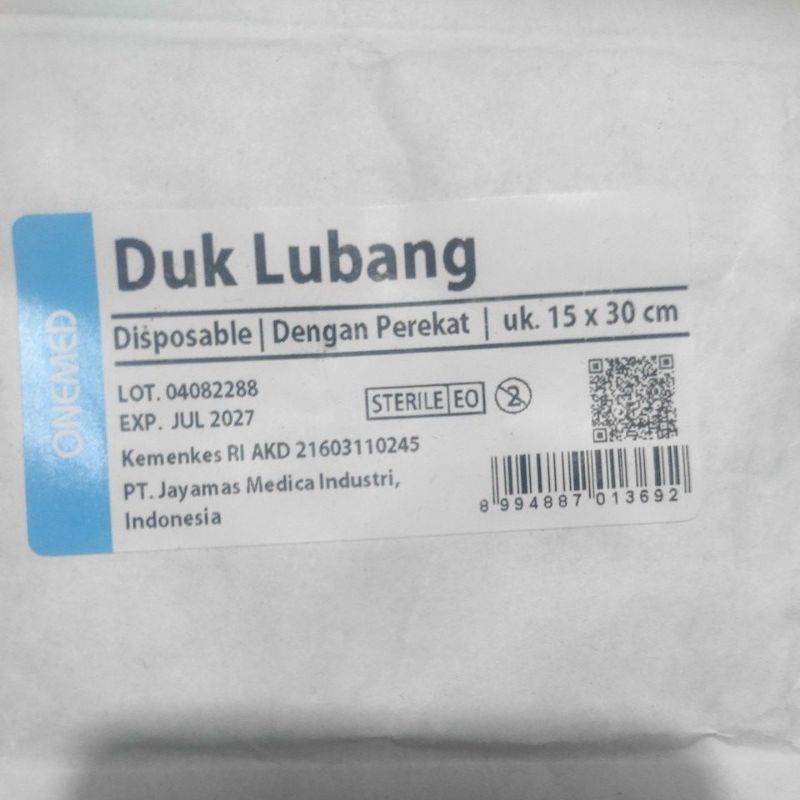 ONEMED
Duk Lubang
Disposable | Dengan Perekat | uk. 15 x 30 cm
LOT. 04082288
EXP. JUL 2027
STERILE EO 2
Kemenkes RI AKD 21603110245
PT. Jayamas Medica Industri,
Indonesia
8 994887 013692